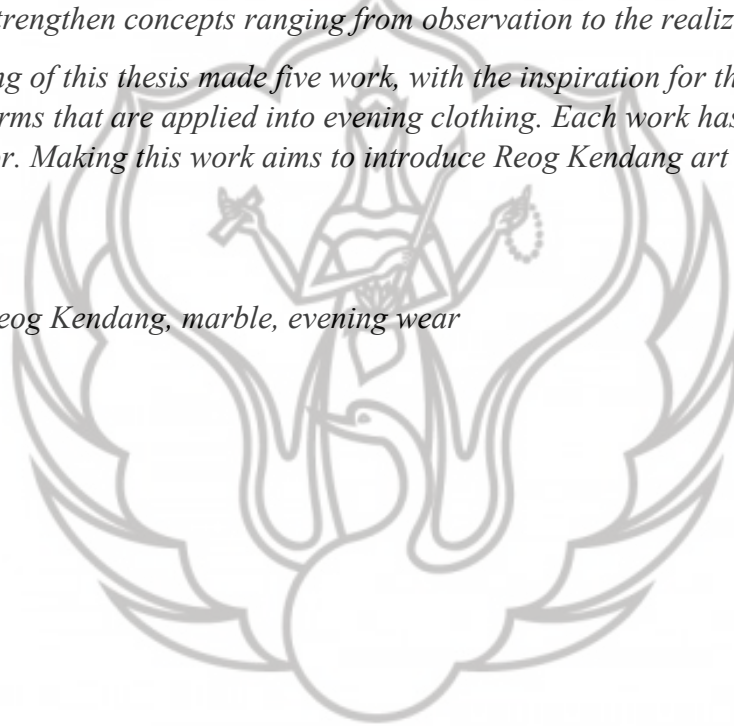 trengthen concepts ranging from observation to the realiz
ng of this thesis made five work, with the inspiration for th
rms that are applied into evening clothing. Each work has
or. Making this work aims to introduce Reog Kendang art
eog Kendang, marble, evening wear